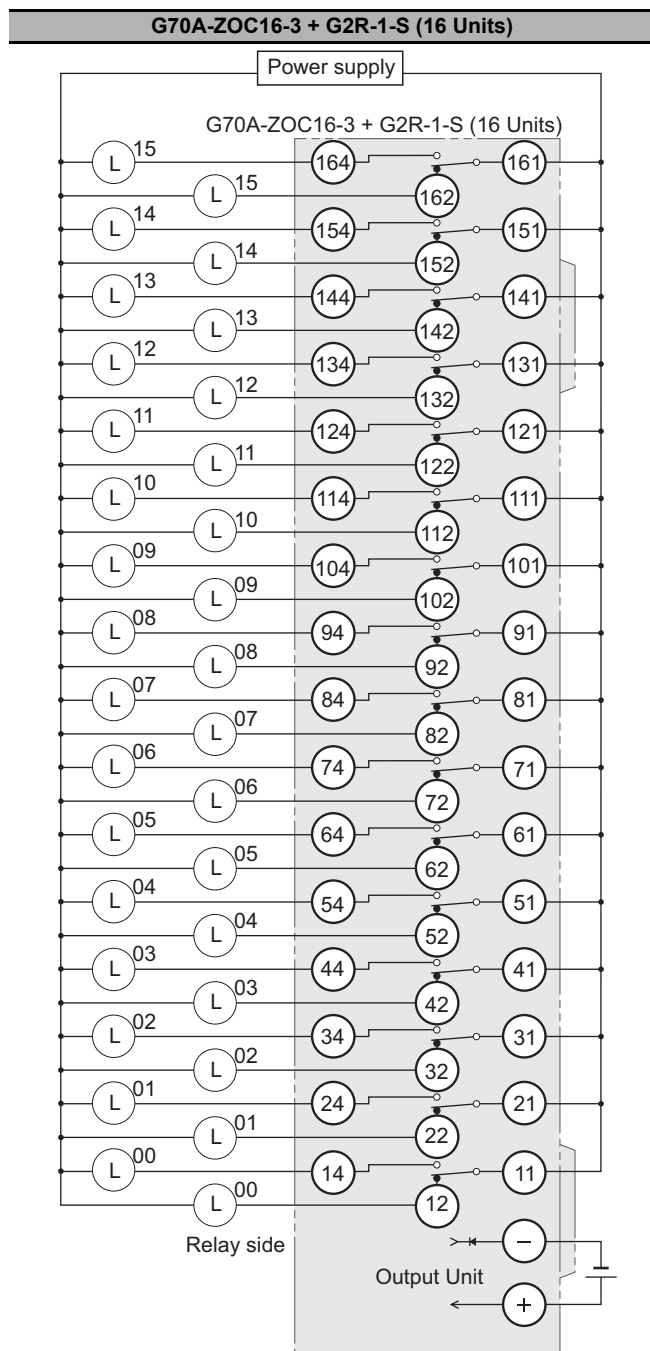 G70A-ZOC16-3 + G2R-1-S (16 Units)
Power supply
G70A-ZOC16-3 + G2R-1-S (16 Units)
L 15 164 161
L 15 162
L 14 154 151
L 14 152
L 13 144 141
L 13 142
L 12 134 131
L 12 132
L 11 124 121
L 11 122
L 10 114 111
L 10 112
L 09 104 101
L 09 102
L 08 94 91
L 08 92
L 07 84 81
L 07 82
L 06 74 71
L 06 72
L 05 64 61
L 05 62
L 04 54 51
L 04 52
L 03 44 41
L 03 42
L 02 34 31
L 02 32
L 01 24 21
L 01 22
L 00 14 11
L 00 12
Relay side
−
Output Unit
+